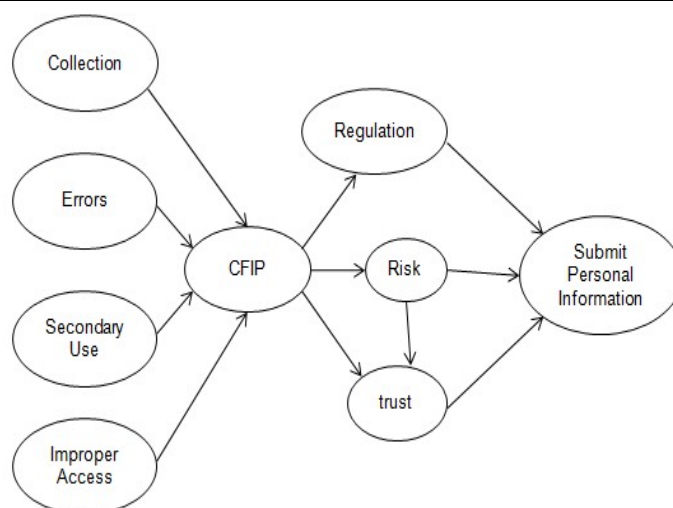 Collection
Errors
Secondary
Use
Improper
Access
CFIP
Regulation
Risk
trust
Submit
Personal
Information